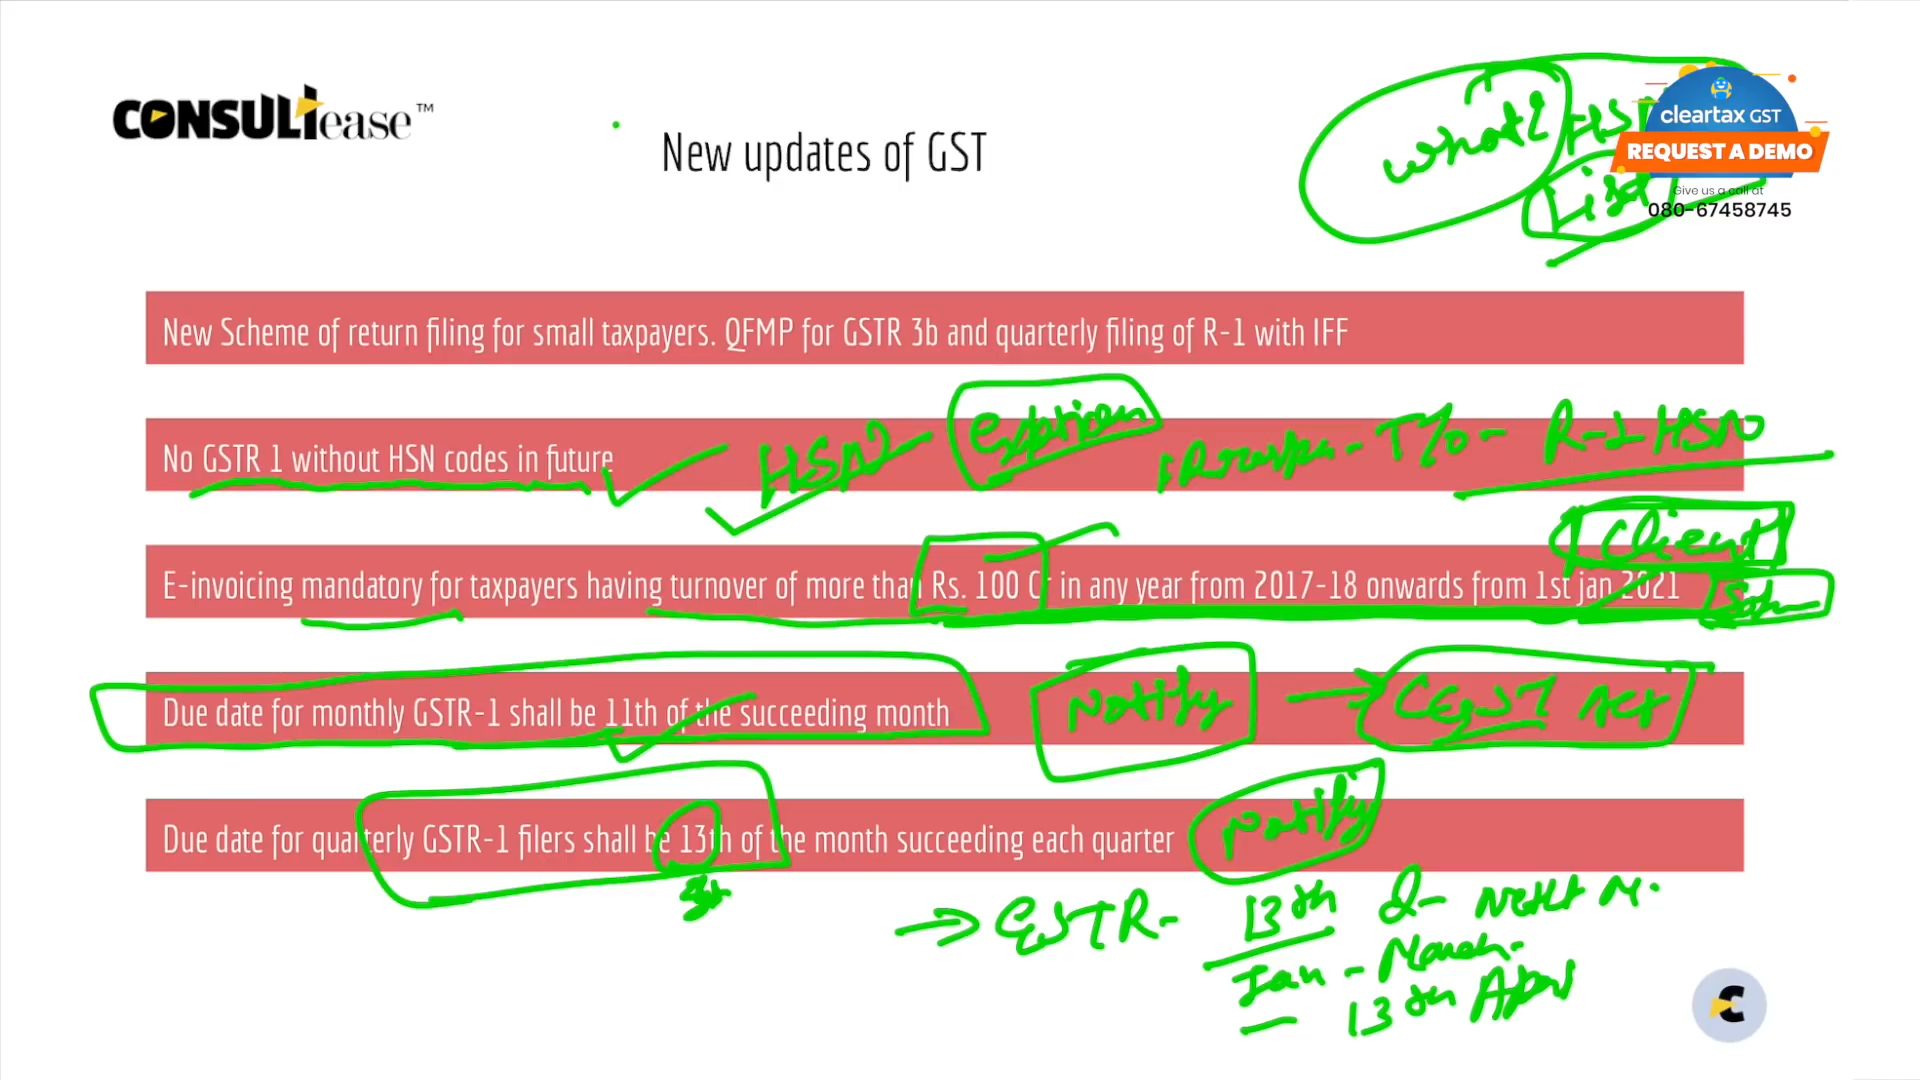 CONSULTease™
New updates of GST
what? HS
List
cleartax GST
REQUEST A DEMO
Give us a call at
080-67458745
New Scheme of return filing for small taxpayers. QFMP for GSTR 3b and quarterly filing of R-1 with IFF
No GSTR 1 without HSN codes in future
R-1 HSN
Client
E-invoicing mandatory for taxpayers having turnover of more than Rs. 100 Cr in any year from 2017-18 onwards from 1st jan 2021
Due date for monthly GSTR-1 shall be 11th of the succeeding month
Notify → CGST Act
Due date for quarterly GSTR-1 filers shall be 13th of the month succeeding each quarter
Notify
→ GSTR- 13th Q- Next M.
Jan - March-
13th April